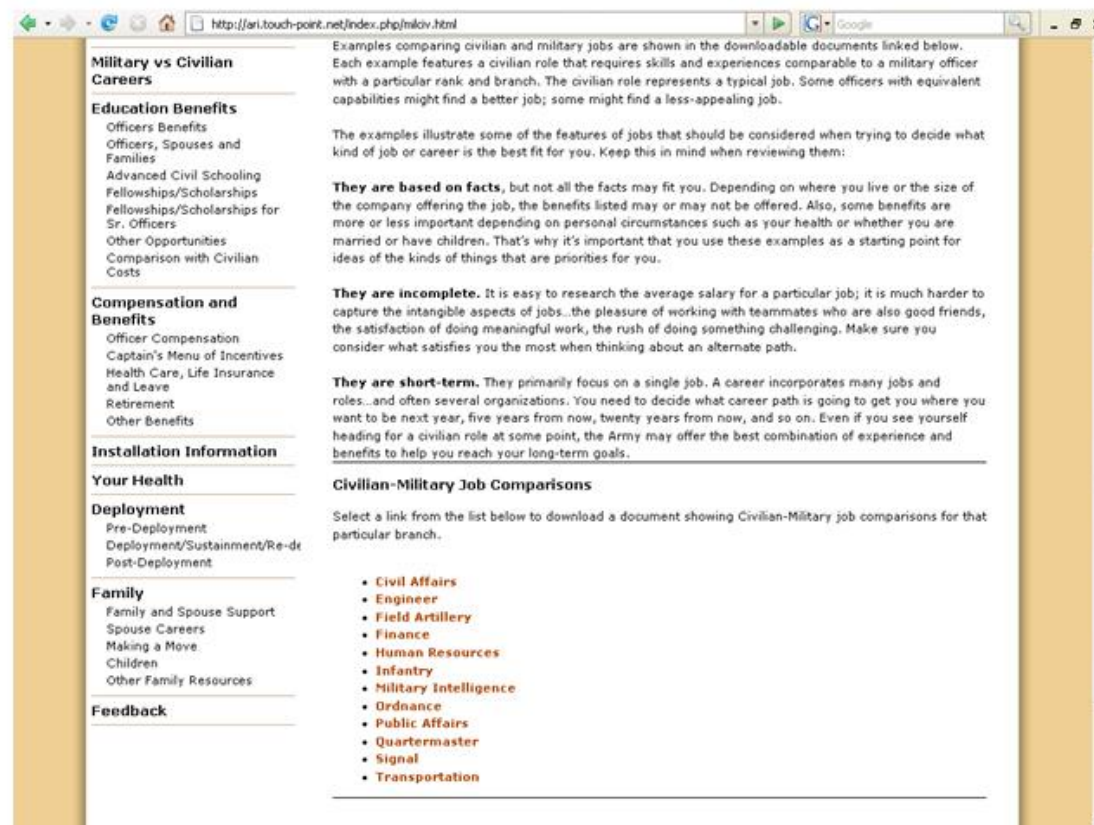 http://ari.touch-point.net/index.php/milciv.html
Google
Military vs Civilian
Careers
Education Benefits
Officers Benefits
Officers, Spouses and
Families
Advanced Civil Schooling
Fellowships/Scholarships
Fellowships/Scholarships for
Sr. Officers
Other Opportunities
Comparison with Civilian
Costs
Compensation and
Benefits
Officer Compensation
Captain's Menu of Incentives
Health Care, Life Insurance
and Leave
Retirement
Other Benefits
Installation Information
Your Health
Deployment
Pre-Deployment
Deployment/Sustainment/Re-de
Post-Deployment
Family
Family and Spouse Support
Spouse Careers
Making a Move
Children
Other Family Resources
Feedback
Examples comparing civilian and military jobs are shown in the downloadable documents linked below.
Each example features a civilian role that requires skills and experiences comparable to a military officer
with a particular rank and branch. The civilian role represents a typical job. Some officers with equivalent
capabilities might find a better job; some might find a less-appealing job.
The examples illustrate some of the features of jobs that should be considered when trying to decide what
kind of job or career is the best fit for you. Keep this in mind when reviewing them:
They are based on facts, but not all the facts may fit you. Depending on where you live or the size of
the company offering the job, the benefits listed may or may not be offered. Also, some benefits are
more or less important depending on personal circumstances such as your health or whether you are
married or have children. That's why it's important that you use these examples as a starting point for
ideas of the kinds of things that are priorities for you.
They are incomplete. It is easy to research the average salary for a particular job; it is much harder to
capture the intangible aspects of jobs...the pleasure of working with teammates who are also good friends,
the satisfaction of doing meaningful work, the rush of doing something challenging. Make sure you
consider what satisfies you the most when thinking about an alternate path.
They are short-term. They primarily focus on a single job. A career incorporates many jobs and
roles...and often several organizations. You need to decide what career path is going to get you where you
want to be next year, five years from now, twenty years from now, and so on. Even if you see yourself
heading for a civilian role at some point, the Army may offer the best combination of experience and
benefits to help you reach your long-term goals.
Civilian-Military Job Comparisons
Select a link from the list below to download a document showing Civilian-Military job comparisons for that
particular branch.
• Civil Affairs
• Engineer
• Field Artillery
• Finance
• Human Resources
• Infantry
• Military Intelligence
• Ordnance
• Public Affairs
• Quartermaster
• Signal
• Transportation